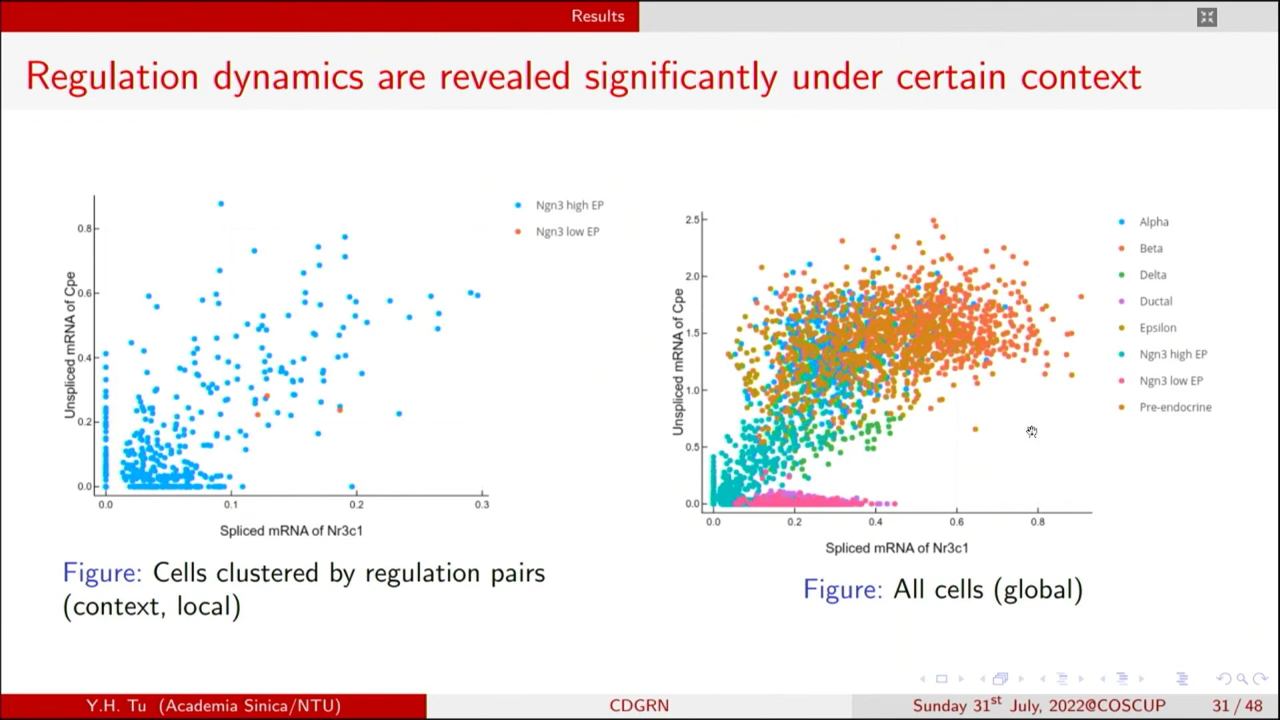 Results
Regulation dynamics are revealed significantly under certain context
Unspliced mRNA of Cpe
0.8
0.6
0.4
0.2
0.0
0.0 0.1 0.2 0.3
Spliced mRNA of Nr3c1
Ngn3 high EP
Ngn3 low EP
Figure: Cells clustered by regulation pairs
(context, local)
Unspliced mRNA of Cpe
2.5
2.0
1.5
1.0
0.5
0.0
0.0 0.2 0.4 0.6 0.8
Spliced mRNA of Nr3c1
Alpha
Beta
Delta
Ductal
Epsilon
Ngn3 high EP
Ngn3 low EP
Pre-endocrine
Figure: All cells (global)
Y.H. Tu (Academia Sinica/NTU) CDGRN Sunday 31st July, 2022@COSCUP 31 / 48